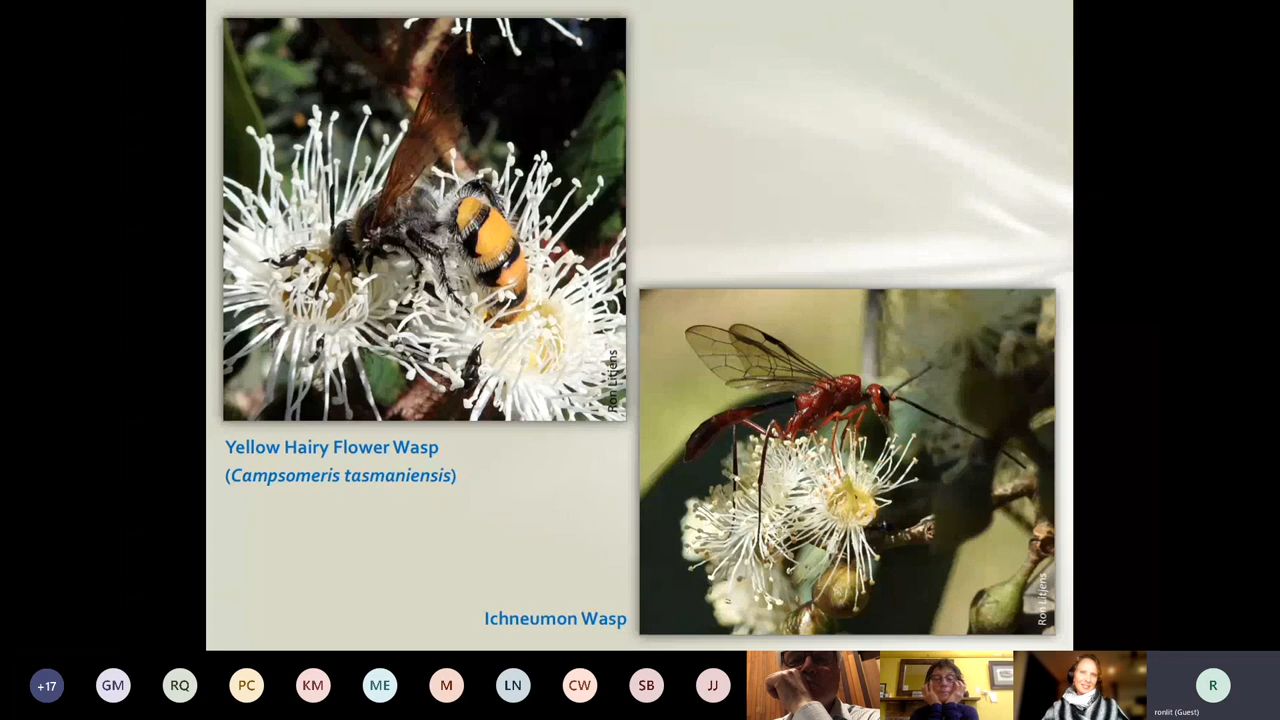 Ron Litjens
Yellow Hairy Flower Wasp
(Campsomeris tasmaniensis)
Ichneumon Wasp
Ron Litjens
+17
GM
RQ
PC
KM
ME
M
LN
CW
SB
JJ
R
ronlit (Guest)